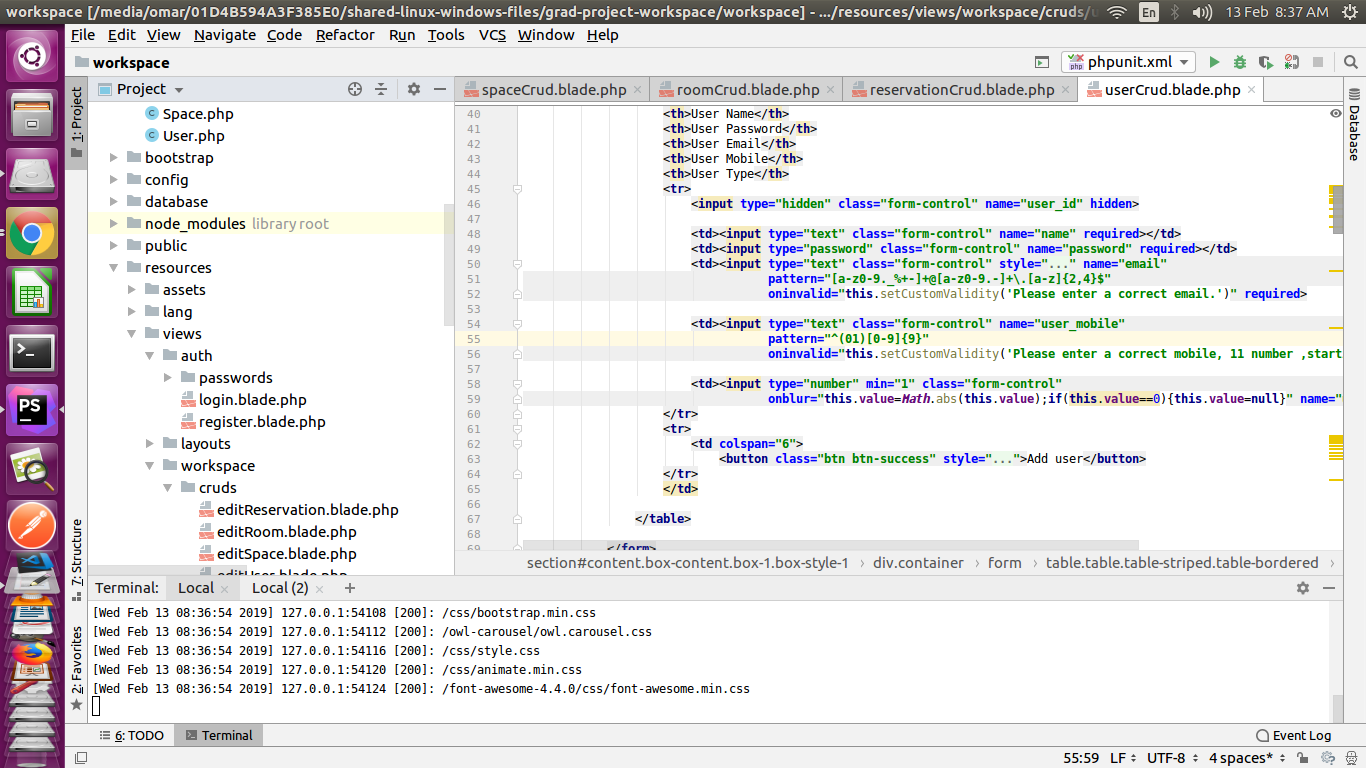 workspace [/media/omar/01D4B594A3F385E0/shared-linux-windows-files/grad-project-workspace/workspace] - .../resources/views/workspace/cruds/u
En 13 Feb 8:37 AM
File Edit View Navigate Code Refactor Run Tools VCS Window Help
workspace phpunit.xml
1: Project
Project
spaceCrud.blade.php roomCrud.blade.php reservationCrud.blade.php userCrud.blade.php
Database
Space.php
User.php
bootstrap
config
database
node_modules library root
public
resources
assets
lang
views
auth
passwords
login.blade.php
register.blade.php
layouts
workspace
cruds
editReservation.blade.php
editRoom.blade.php
editSpace.blade.php
editUser.blade.php
40 <th>User Name</th>
41 <th>User Password</th>
42 <th>User Email</th>
43 <th>User Mobile</th>
44 <th>User Type</th>
45 <tr>
46 <input type="hidden" class="form-control" name="user_id" hidden>
47
48 <td><input type="text" class="form-control" name="name" required></td>
49 <td><input type="password" class="form-control" name="password" required></td>
50 <td><input type="text" class="form-control" style="..." name="email"
51 pattern="[a-z0-9._%+-]+@[a-z0-9.-]+\.[a-z]{2,4}$"
52 oninvalid="this.setCustomValidity('Please enter a correct email.')" required>
53
54 <td><input type="text" class="form-control" name="user_mobile"
55 pattern="^(01)[0-9]{9}"
56 oninvalid="this.setCustomValidity('Please enter a correct mobile, 11 number ,start
57
58 <td><input type="number" min="1" class="form-control"
59 onblur="this.value=Math.abs(this.value);if(this.value==0){this.value=null}" name="
60 </tr>
61 <tr>
62 <td colspan="6">
63 <button class="btn btn-success" style="...">Add user</button>
64 </tr>
65 </td>
66
67 </table>
68
69 </form>
section#content.box-content.box-1.box-style-1 › div.container › form › table.table.table-striped.table-bordered ›
7: Structure
2: Favorites
Terminal: Local Local (2)
[Wed Feb 13 08:36:54 2019] 127.0.0.1:54108 [200]: /css/bootstrap.min.css
[Wed Feb 13 08:36:54 2019] 127.0.0.1:54112 [200]: /owl-carousel/owl.carousel.css
[Wed Feb 13 08:36:54 2019] 127.0.0.1:54116 [200]: /css/style.css
[Wed Feb 13 08:36:54 2019] 127.0.0.1:54120 [200]: /css/animate.min.css
[Wed Feb 13 08:36:54 2019] 127.0.0.1:54124 [200]: /font-awesome-4.4.0/css/font-awesome.min.css
6: TODO Terminal Event Log
55:59 LF UTF-8 4 spaces*
PS
php